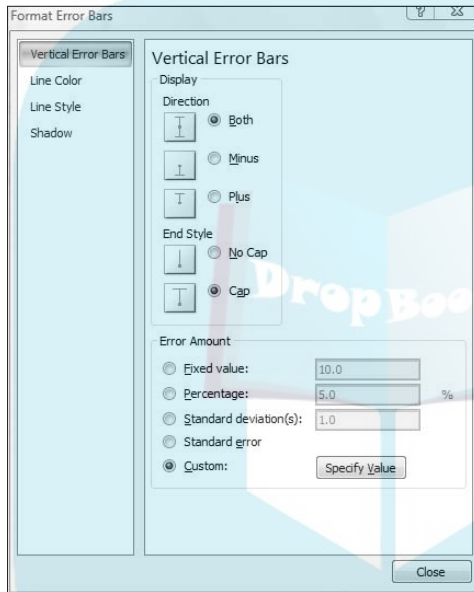 Format Error Bars
Vertical Error Bars
Line Color
Line Style
Shadow
Vertical Error Bars
Display
Direction
Both
Minus
Plus
End Style
No Cap
Cap
DropBoo
Error Amount
Fixed value: 10.0
Percentage: 5.0 %
Standard deviation(s): 1.0
Standard error
Custom: Specify Value
Close